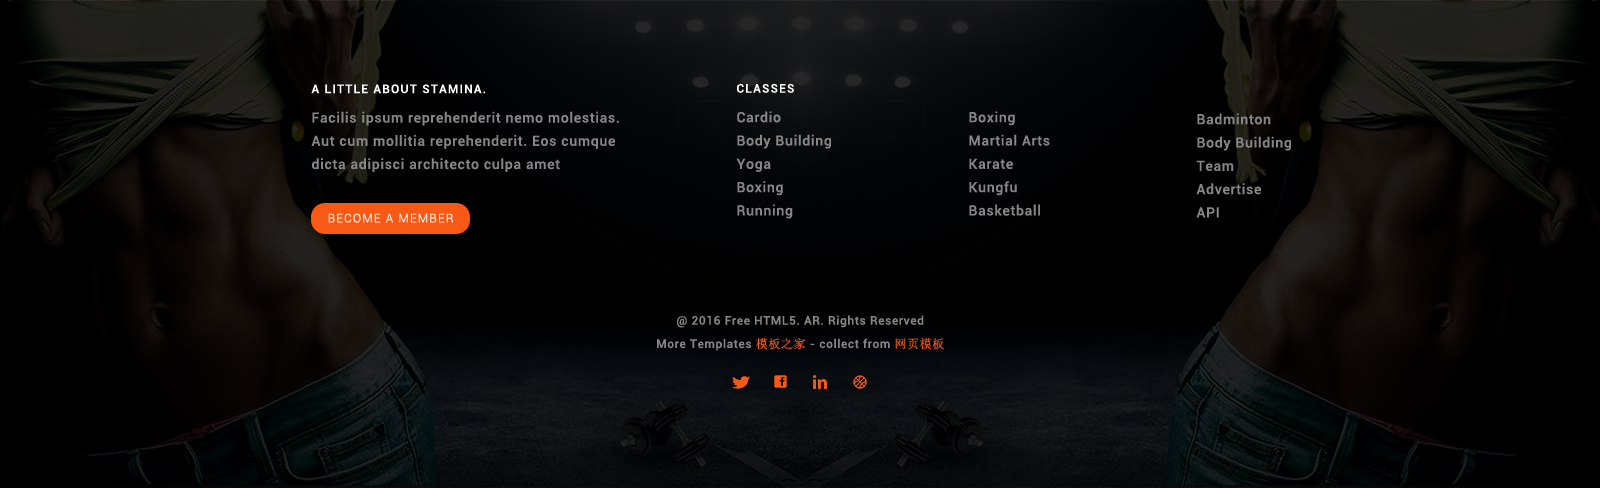 A LITTLE ABOUT STAMINA.
Facilis ipsum reprehenderit nemo molestias.
Aut cum mollitia reprehenderit. Eos cumque
dicta adipisci architecto culpa amet
BECOME A MEMBER
CLASSES
Cardio
Body Building
Yoga
Boxing
Running
Boxing
Martial Arts
Karate
Kungfu
Basketball
Badminton
Body Building
Team
Advertise
API
@ 2016 Free HTML5. AR. Rights Reserved
More Templates 模板之家 - collect from 网页模板